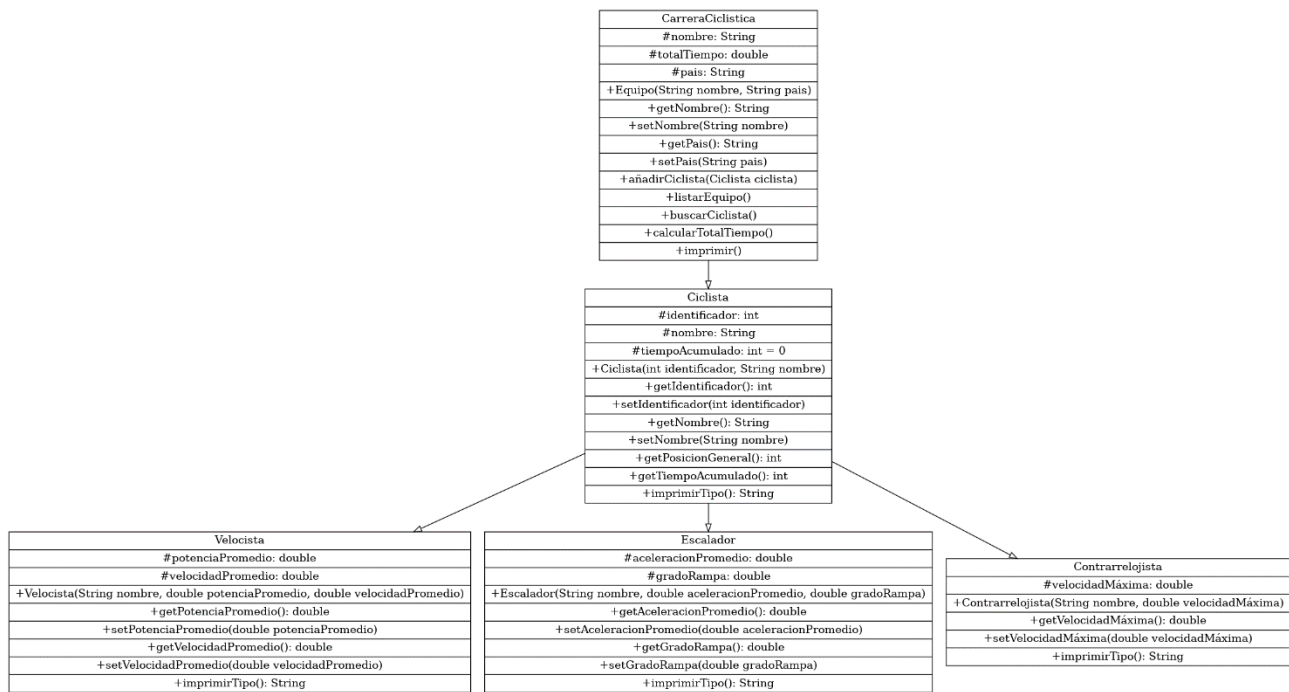 CarreraCiclistica
#nombre: String
#totalTiempo: double
#pais: String
+Equipo(String nombre, String pais)
+getNombre(): String
+setNombre(String nombre)
+getPais(): String
+setPais(String pais)
+añadirCiclista(Ciclista ciclista)
+listarEquipo()
+buscarCiclista()
+calcularTotalTiempo()
+imprimir()
Ciclista
#identificador: int
#nombre: String
#tiempoAcumulado: int = 0
+Ciclista(int identificador, String nombre)
+getIdentificador(): int
+setIdentificador(int identificador)
+getNombre(): String
+setNombre(String nombre)
+getPosicionGeneral(): int
+getTiempoAcumulado(): int
+imprimirTipo(): String
Velocista
#potenciaPromedio: double
#velocidadPromedio: double
+Velocista(String nombre, double potenciaPromedio, double velocidadPromedio)
+getPotenciaPromedio(): double
+setPotenciaPromedio(double potenciaPromedio)
+getVelocidadPromedio(): double
+setVelocidadPromedio(double velocidadPromedio)
+imprimirTipo(): String
Escalador
#aceleracionPromedio: double
#gradoRampa: double
+Escalador(String nombre, double aceleracionPromedio, double gradoRampa)
+getAceleracionPromedio(): double
+setAceleracionPromedio(double aceleracionPromedio)
+getGradoRampa(): double
+setGradoRampa(double gradoRampa)
+imprimirTipo(): String
Contrarrelojista
#velocidadMáxima: double
+Contrarrelojista(String nombre, double velocidadMáxima)
+getVelocidadMáxima(): double
+setVelocidadMáxima(double velocidadMáxima)
+imprimirTipo(): String